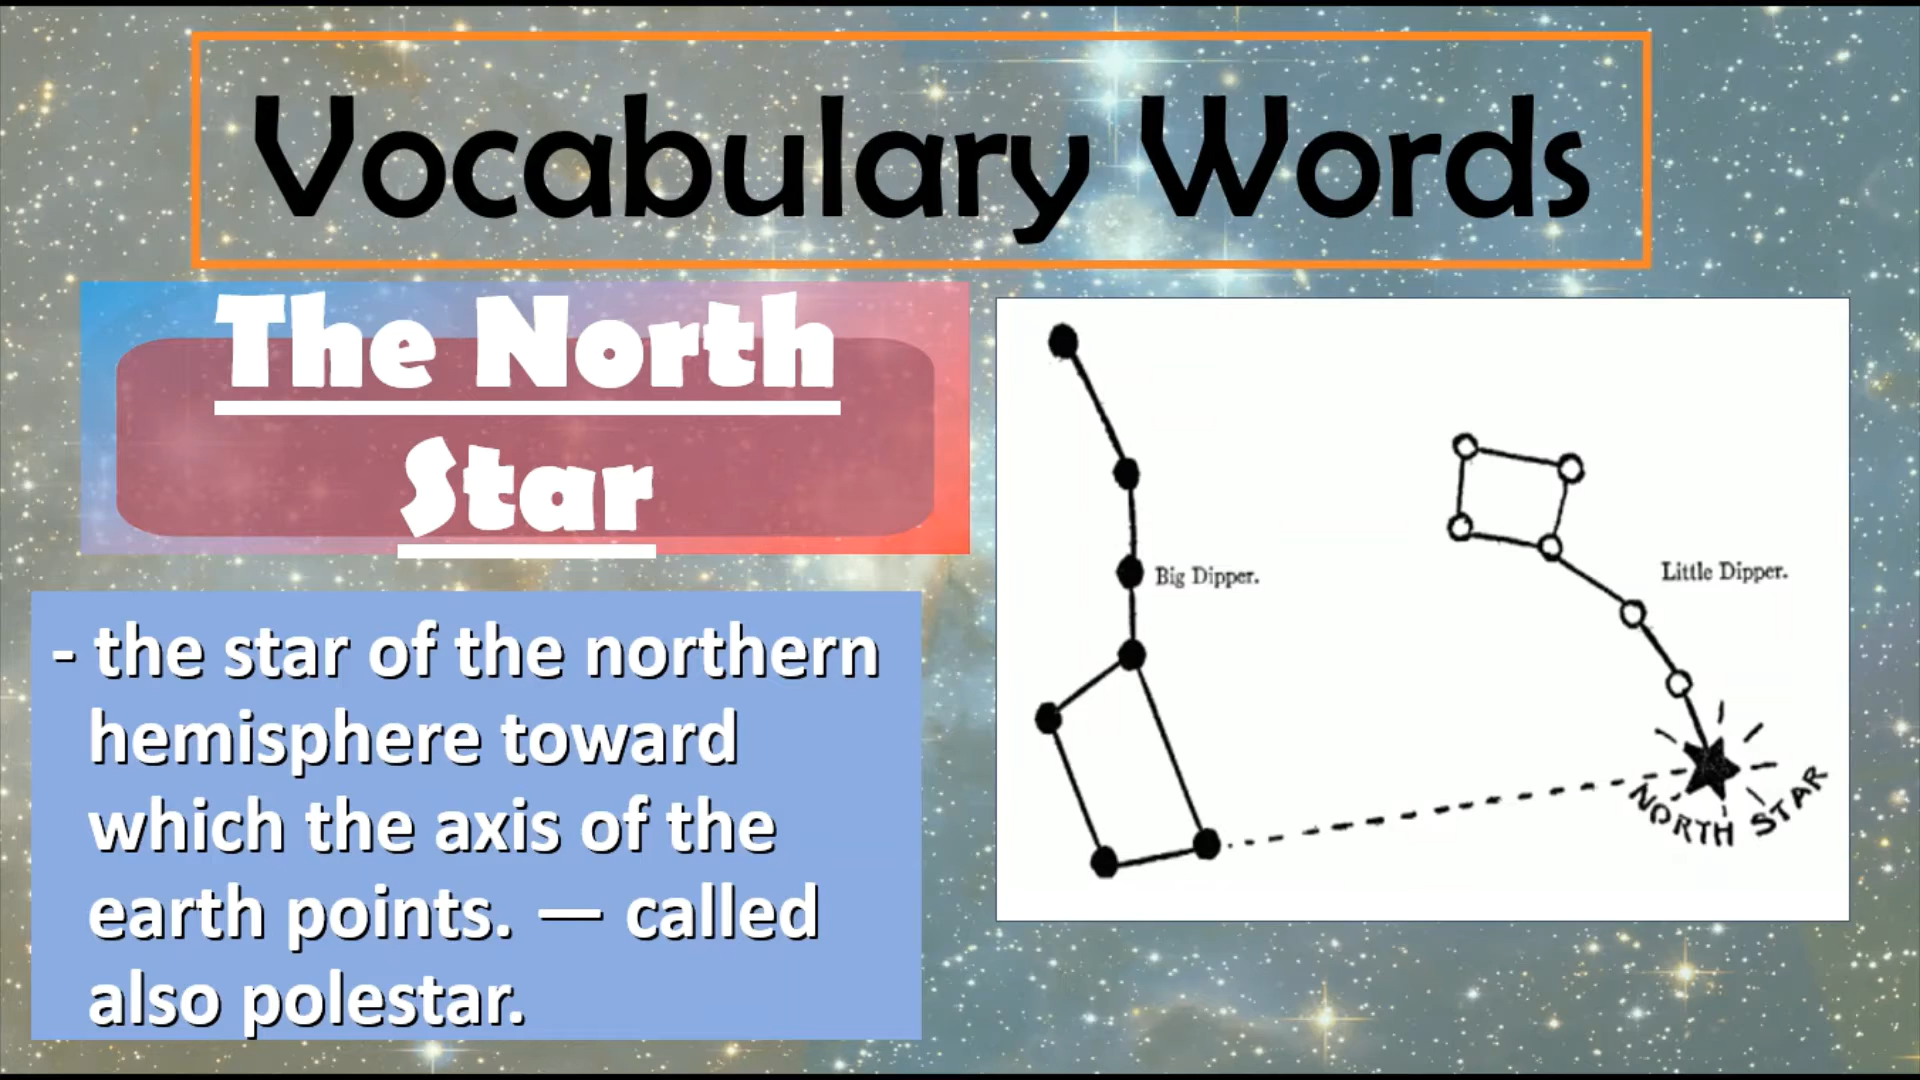 Vocabulary Words
The North
Star
- the star of the northern
hemisphere toward
which the axis of the
earth points. — called
also polestar.
Big Dipper.
Little Dipper.
NORTH STAR